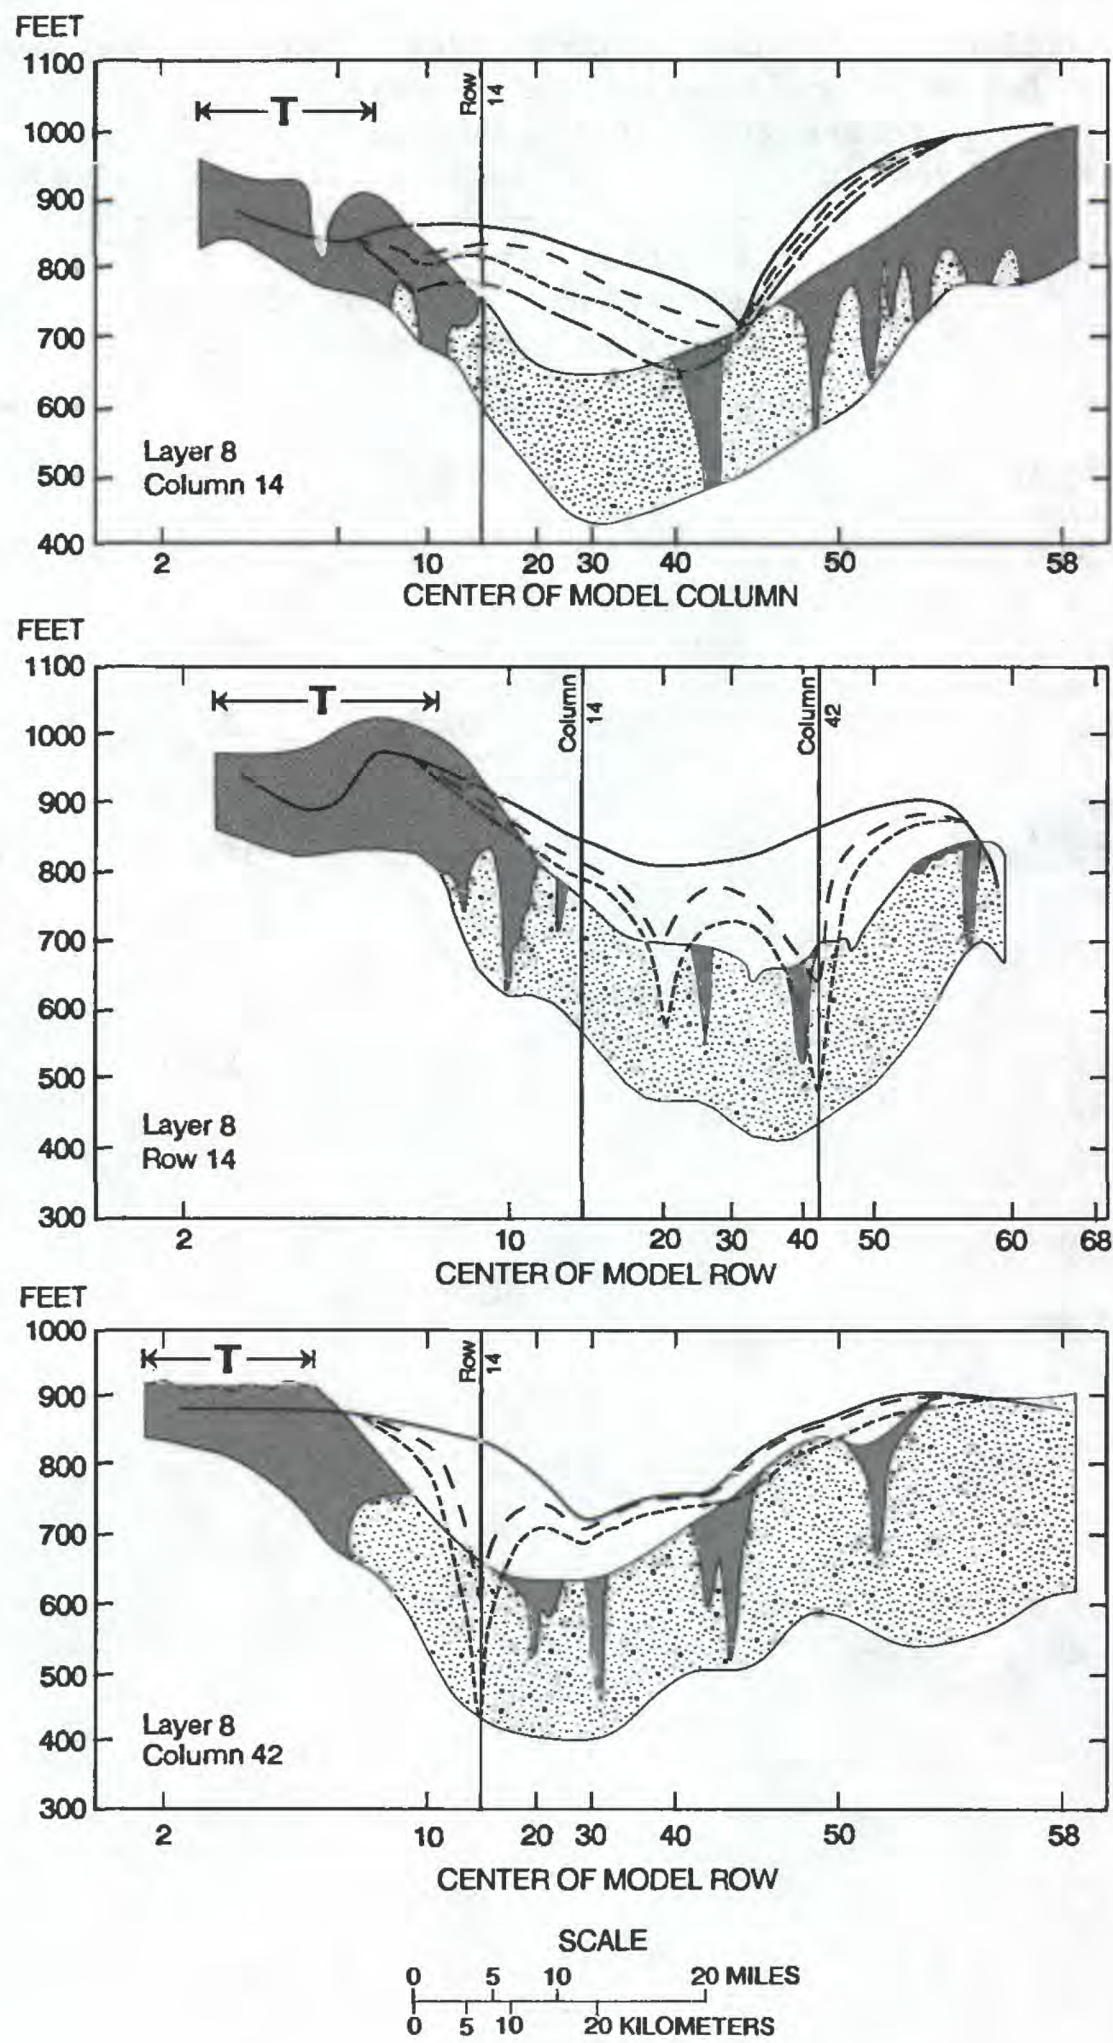 FEET
1100
1000
900
800
700
600
500
400
T
Row 14
Layer 8
Column 14
2 10 20 30 40 50 58
CENTER OF MODEL COLUMN
FEET
1100
1000
900
800
700
600
500
400
300
T
Column 14
Column 42
Layer 8
Row 14
2 10 20 30 40 50 60 68
CENTER OF MODEL ROW
FEET
1000
900
800
700
600
500
400
300
T
Row 14
Layer 8
Column 42
2 10 20 30 40 50 58
CENTER OF MODEL ROW
SCALE
0 5 10 20 MILES
0 5 10 20 KILOMETERS